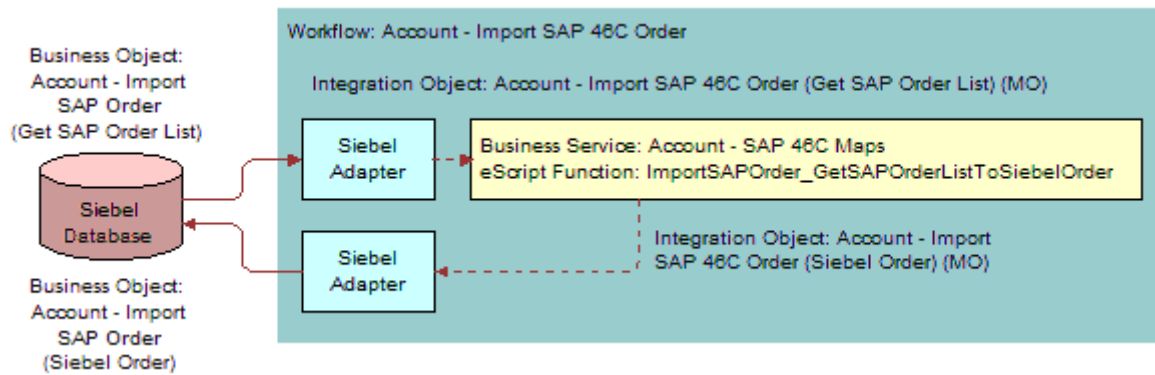 Workflow: Account - Import SAP 46C Order
Business Object:
Account - Import
SAP Order
(Get SAP Order List)
Integration Object: Account - Import SAP 46C Order (Get SAP Order List) (MO)
Siebel
Adapter
Business Service: Account - SAP 46C Maps
eScript Function: ImportSAPOrder_GetSAPOrderListToSiebelOrder
Siebel
Database
Siebel
Adapter
Integration Object: Account - Import
SAP 46C Order (Siebel Order) (MO)
Business Object:
Account - Import
SAP Order
(Siebel Order)